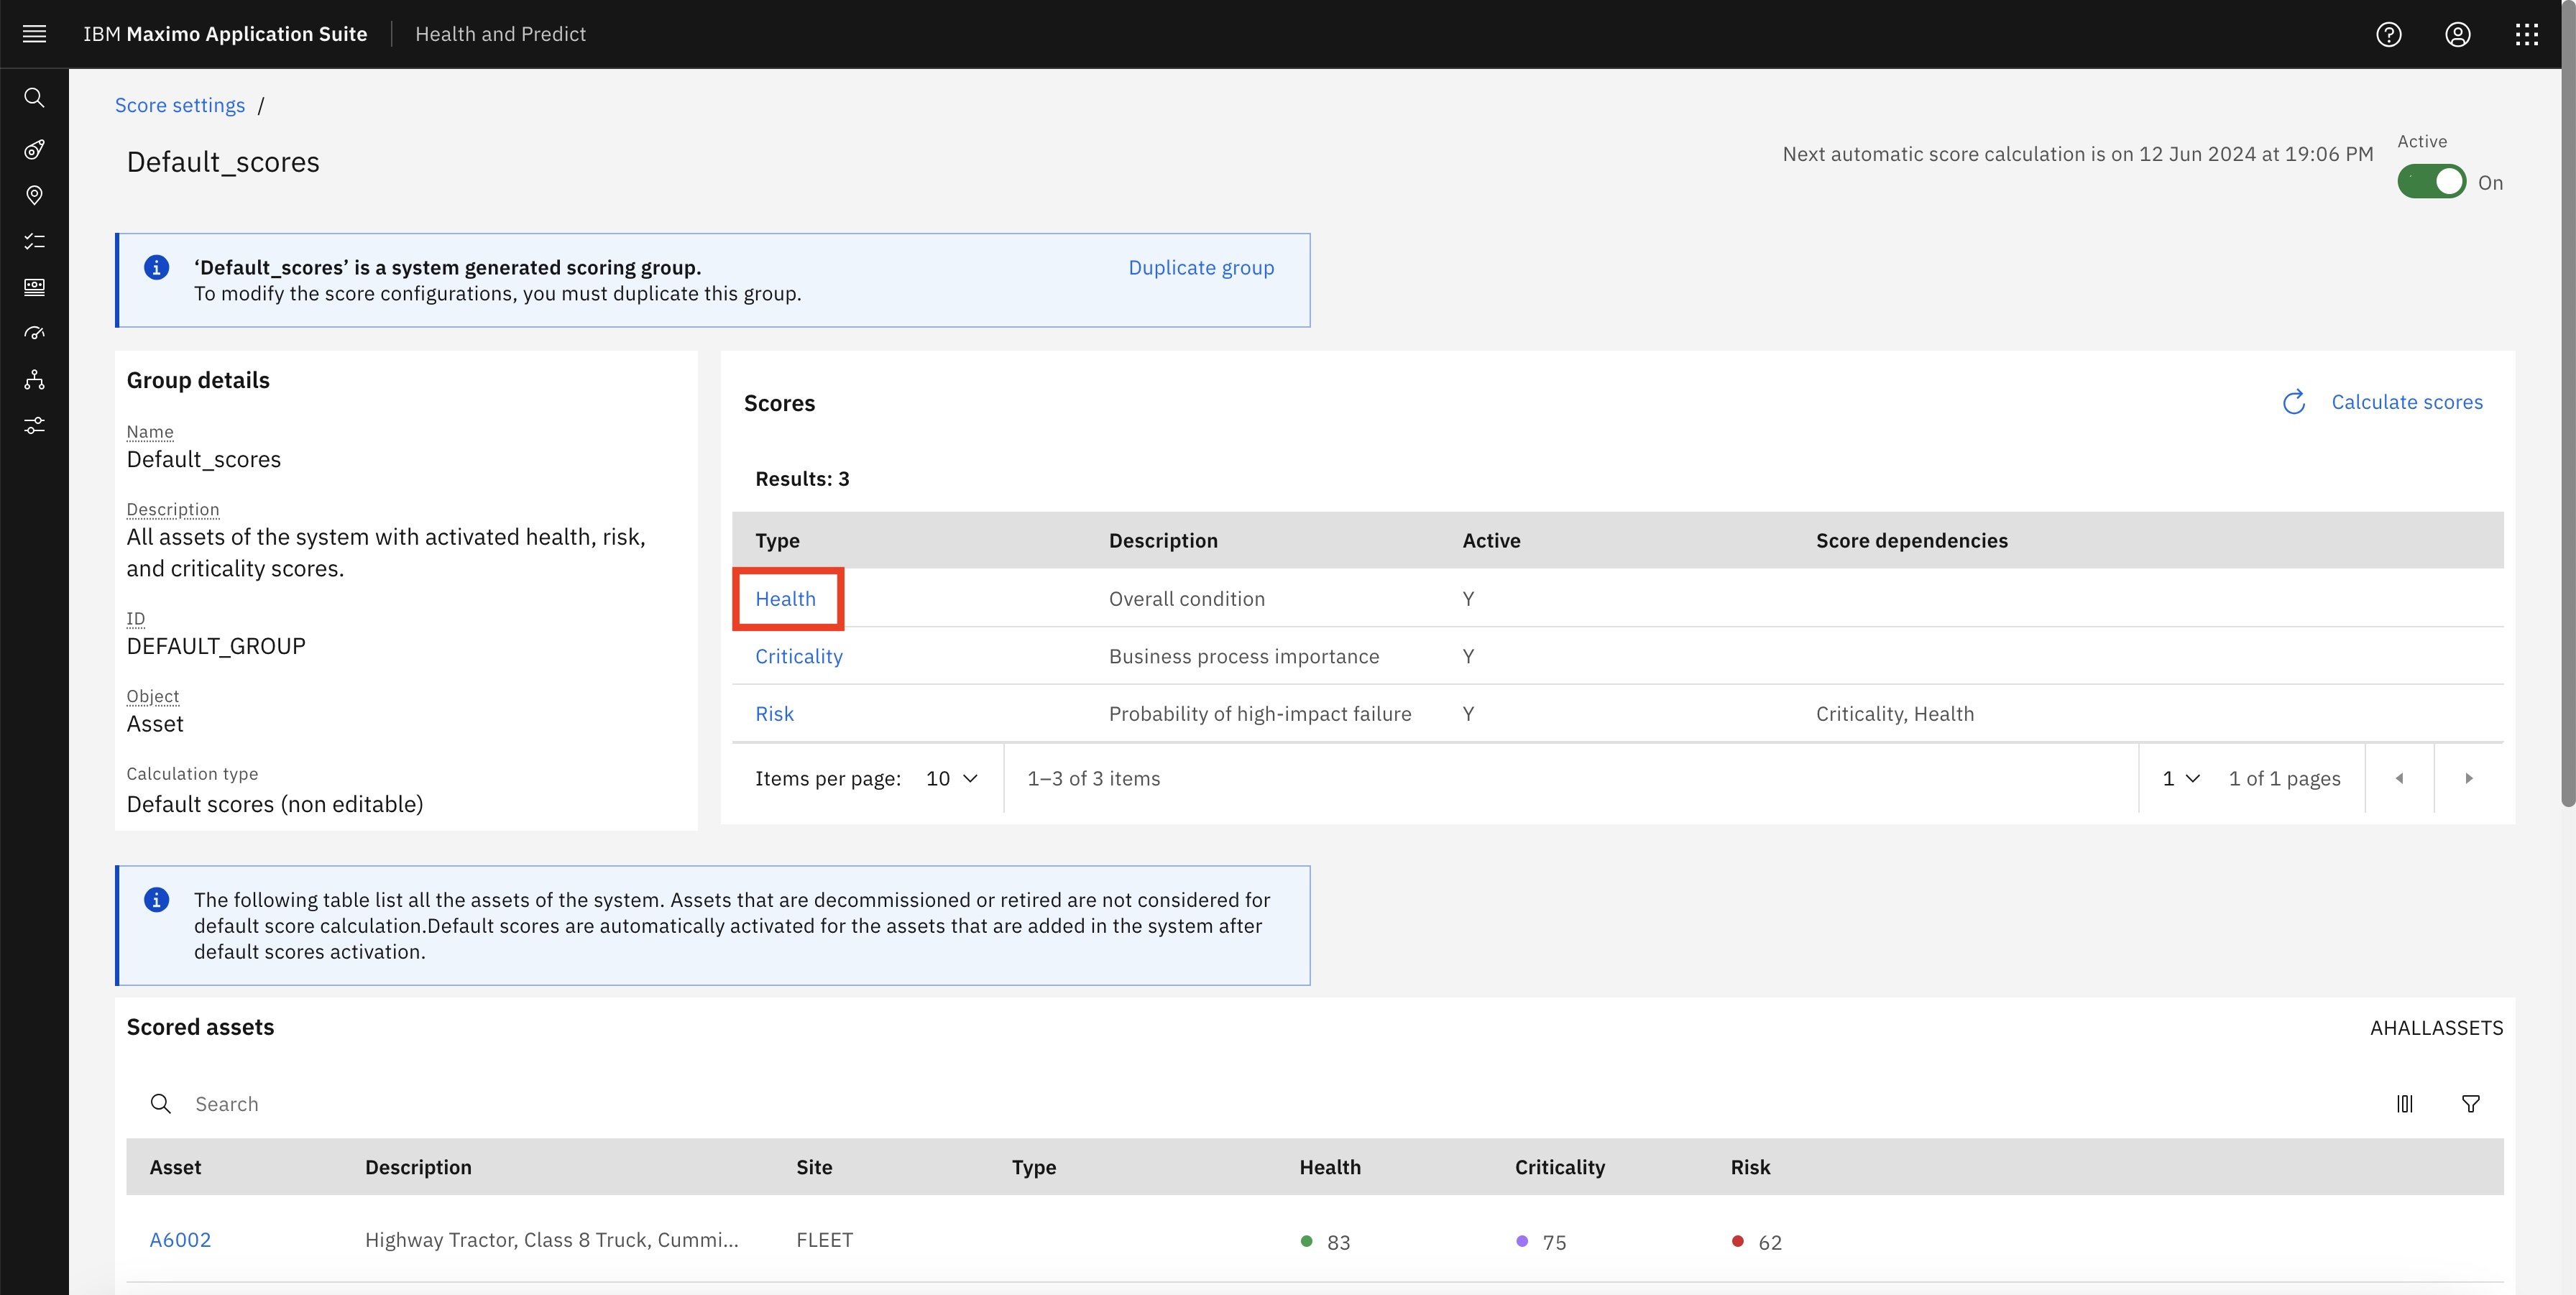 IBM Maximo Application Suite
Health and Predict
Score settings /
Default_scores
Next automatic score calculation is on 12 Jun 2024 at 19:06 PM
Active
On
‘Default_scores’ is a system generated scoring group.
Duplicate group
To modify the score configurations, you must duplicate this group.
Group details
Name
Default_scores
Description
All assets of the system with activated health, risk,
and criticality scores.
ID
DEFAULT_GROUP
Object
Asset
Calculation type
Default scores (non editable)
Scores
Calculate scores
Results: 3
Type Description Active Score dependencies
Health Overall condition Y
Criticality Business process importance Y
Risk Probability of high-impact failure Y Criticality, Health
Items per page: 10 1–3 of 3 items 1 1 of 1 pages
The following table list all the assets of the system. Assets that are decommissioned or retired are not considered for
default score calculation.Default scores are automatically activated for the assets that are added in the system after
default scores activation.
Scored assets
AHALLASSETS
Search
Asset Description Site Type Health Criticality Risk
A6002 Highway Tractor, Class 8 Truck, Cummi... FLEET 83 75 62